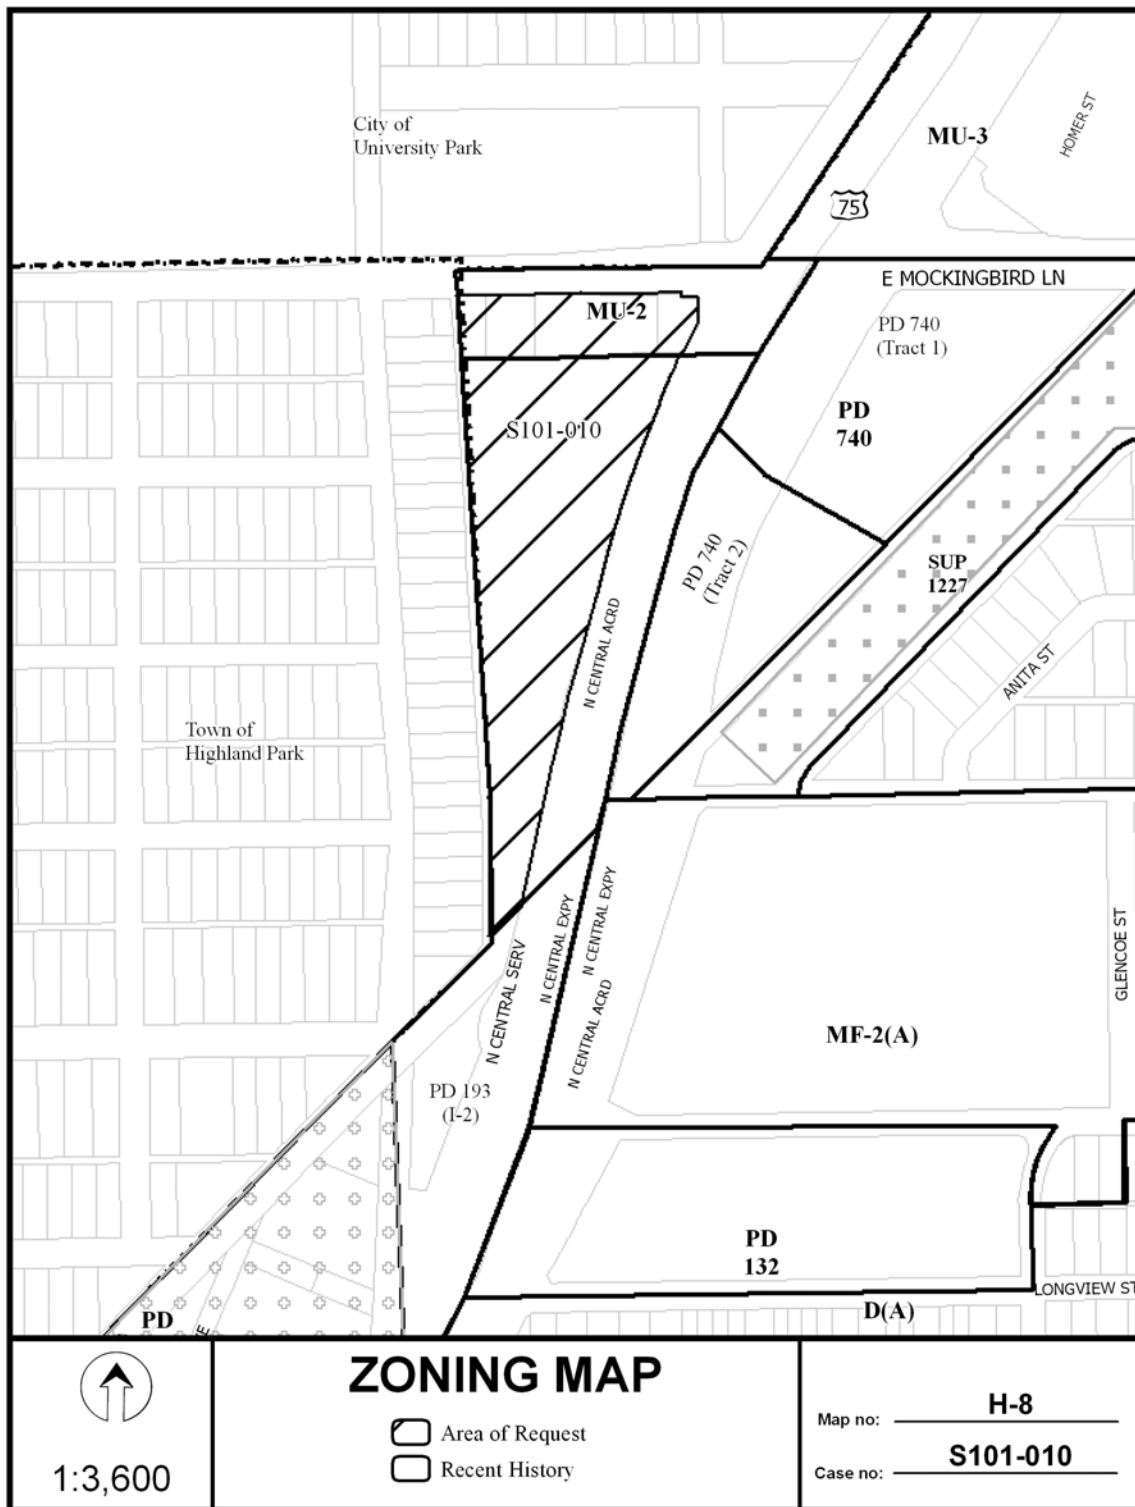 City of
University Park
MU-3
HOMER ST
75
E MOCKINGBIRD LN
MU-2
PD 740
(Tract 1)
PD
740
S101-010
PD 740
(Tract 2)
SUP
1227
N CENTRAL ACRD
ANITA ST
Town of
Highland Park
N CENTRAL SERV
N CENTRAL EXPY
N CENTRAL EXPY
N CENTRAL ACRD
GLENCOE ST
MF-2(A)
PD 193
(I-2)
PD
132
LONGVIEW ST
D(A)
PD
ZONING MAP
Area of Request
Recent History
1:3,600
Map no: H-8
Case no: S101-010